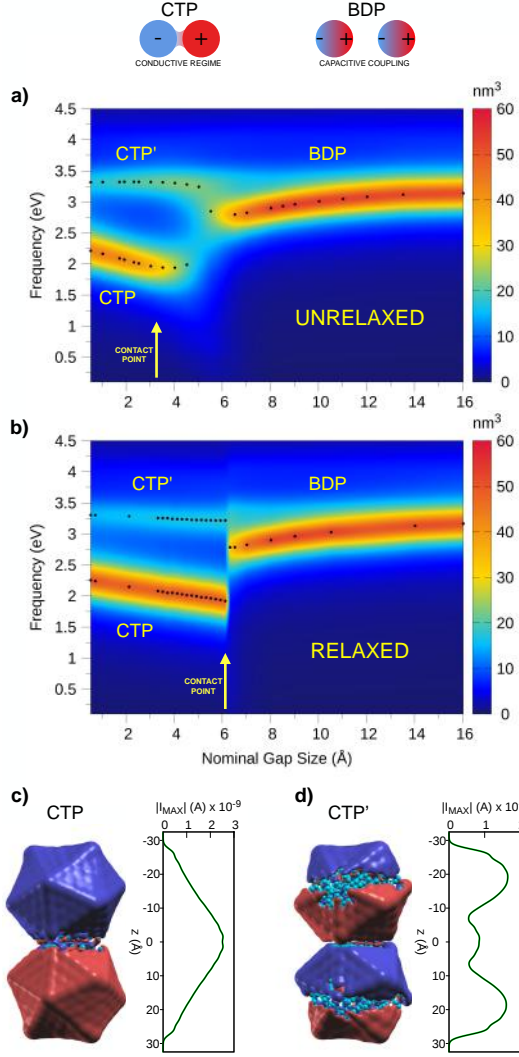 CTP BDP
- + - + - +
CONDUCTIVE REGIME CAPACITIVE COUPLING
a)
nm³
4.5
4
3.5
3
2.5
2
1.5
1
0.5
Frequency (eV)
CTP' BDP
CTP
UNRELAXED
CONTACT
POINT
2 4 6 8 10 12 14 16
60
50
40
30
20
10
0
b)
nm³
4.5
4
3.5
3
2.5
2
1.5
1
0.5
Frequency (eV)
CTP' BDP
CTP
RELAXED
CONTACT
POINT
2 4 6 8 10 12 14 16
Nominal Gap Size (Å)
60
50
40
30
20
10
0
c) CTP
|I_MAX| (A) x 10-9
0 1 2 3
-30
-20
-10
0
10
20
30
z (Å)
d) CTP'
|I_MAX| (A) x 10
0 1
-30
-20
-10
0
10
20
30
z (Å)